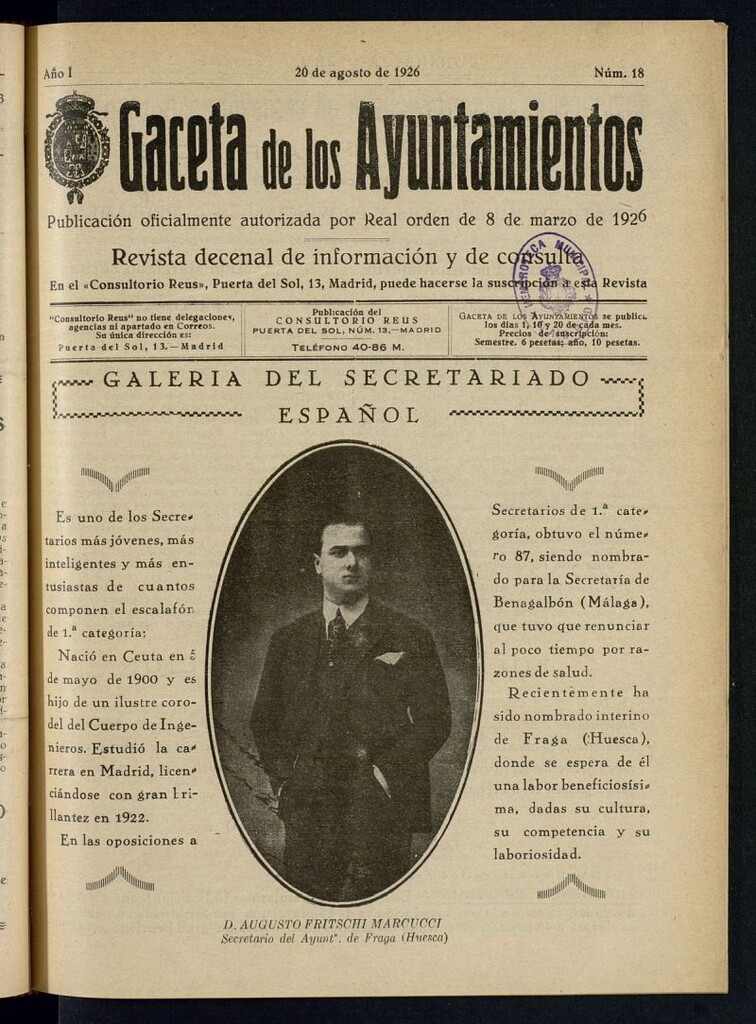 Año I
20 de agosto de 1926
Núm. 18
Gaceta de los Ayuntamientos
Publicación oficialmente autorizada por Real orden de 8 de marzo de 1926
Revista decenal de información y de consulta
En el «Consultorio Reus», Puerta del Sol, 13, Madrid, puede hacerse la suscripción a esta Revista
HEMEROTECA MUNICIPAL
"Consultorio Reus" no tiene delegaciones,
agencias ni apartado en Correos.
Su única dirección es:
Puerta del Sol, 13.—Madrid
Publicación del
CONSULTORIO REUS
PUERTA DEL SOL, NÚM. 13.—MADRID
TELÉFONO 40-86 M.
GACETA DE LOS AYUNTAMIENTOS se publica
los días 1, 10 y 20 de cada mes.
Precios de suscripción:
Semestre. 6 pesetas; año, 10 pesetas.
GALERIA DEL SECRETARIADO
ESPAÑOL
Es uno de los Secre-
tarios más jóvenes, más
inteligentes y más en-
tusiastas de cuantos
componen el escalafón
de 1.ª categoría;
Nació en Ceuta en 5
de mayo de 1900 y es
hijo de un ilustre coro-
del del Cuerpo de Inge-
nieros. Estudió la ca-
rrera en Madrid, licen-
ciándose con gran bri-
llantez en 1922.
En las oposiciones a
Secretarios de 1.ª cate-
goría, obtuvo el núme-
ro 87, siendo nombra-
do para la Secretaría de
Benagalbón (Málaga),
que tuvo que renunciar
al poco tiempo por ra-
zones de salud.
Recientemente ha
sido nombrado interino
de Fraga (Huesca),
donde se espera de él
una labor beneficiosísi-
ma, dadas su cultura,
su competencia y su
laboriosidad.
D. AUGUSTO FRITSCHI MARCUCCI
Secretario del Ayuntº. de Fraga (Huesca)